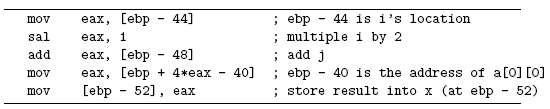 mov eax, [ebp - 44] ; ebp - 44 is i's location
sal eax, 1 ; multiple i by 2
add eax, [ebp - 48] ; add j
mov eax, [ebp + 4*eax - 40] ; ebp - 40 is the address of a[0][0]
mov [ebp - 52], eax ; store result into x (at ebp - 52)